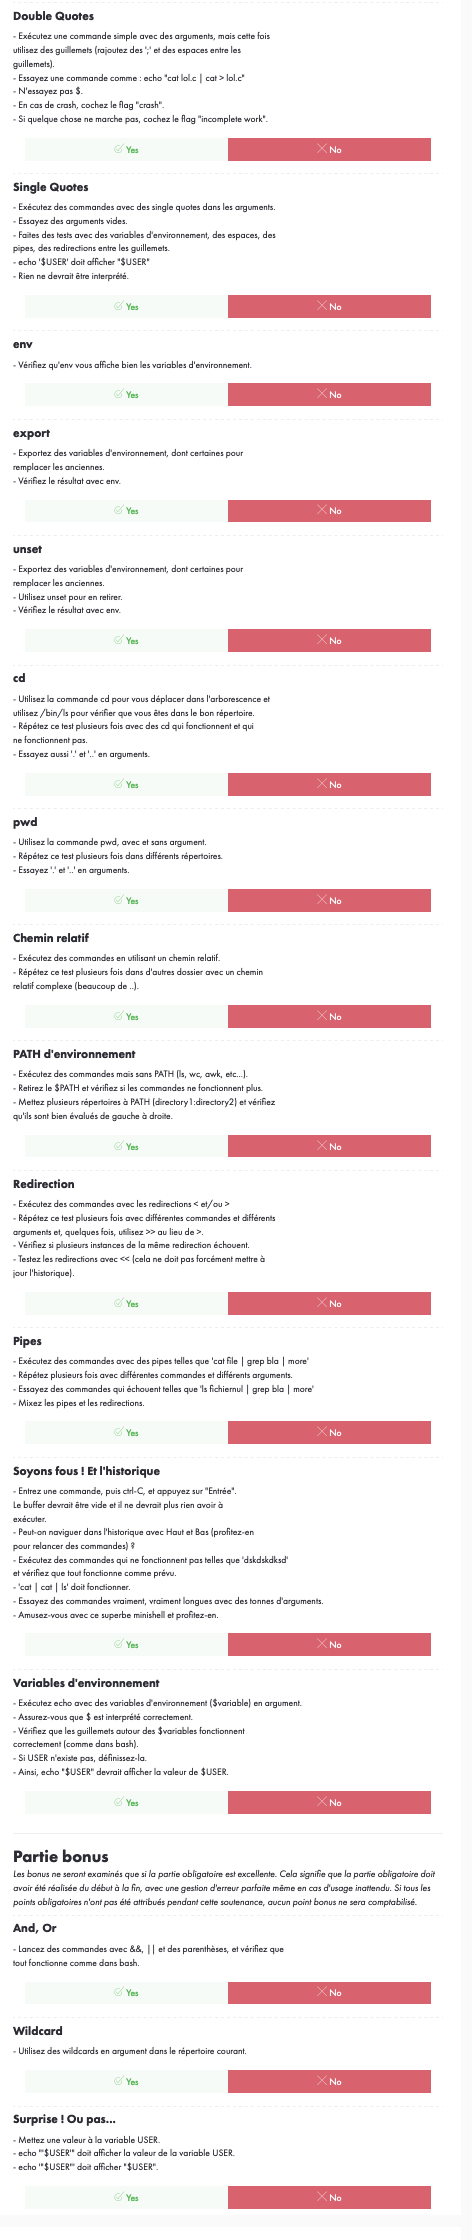 Double Quotes
- Exécutez une commande simple avec des arguments, mais cette fois
utilisez des guillemets (rajoutez des ';' et des espaces entre les
guillemets).
- Essayez une commande comme : echo "cat lol.c | cat > lol.c"
- N'essayez pas $.
- En cas de crash, cochez le flag "crash".
- Si quelque chose ne marche pas, cochez le flag "incomplete work".
Yes No
Single Quotes
- Exécutez des commandes avec des single quotes dans les arguments.
- Essayez des arguments vides.
- Faites des tests avec des variables d'environnement, des espaces, des
pipes, des redirections entre les guillemets.
- echo '$USER' doit afficher "$USER"
- Rien ne devrait être interprété.
Yes No
env
- Vérifiez qu'env vous affiche bien les variables d'environnement.
Yes No
export
- Exportez des variables d'environnement, dont certaines pour
remplacer les anciennes.
- Vérifiez le résultat avec env.
Yes No
unset
- Exportez des variables d'environnement, dont certaines pour
remplacer les anciennes.
- Utilisez unset pour en retirer.
- Vérifiez le résultat avec env.
Yes No
cd
- Utilisez la commande cd pour vous déplacer dans l'arborescence et
utilisez /bin/ls pour vérifier que vous êtes dans le bon répertoire.
- Répétez ce test plusieurs fois avec des cd qui fonctionnent et qui
ne fonctionnent pas.
- Essayez aussi '.' et '..' en arguments.
Yes No
pwd
- Utilisez la commande pwd, avec et sans argument.
- Répétez ce test plusieurs fois dans différents répertoires.
- Essayez '.' et '..' en arguments.
Yes No
Chemin relatif
- Exécutez des commandes en utilisant un chemin relatif.
- Répétez ce test plusieurs fois dans d'autres dossier avec un chemin
relatif complexe (beaucoup de ..).
Yes No
PATH d'environnement
- Exécutez des commandes mais sans PATH (ls, wc, awk, etc...).
- Retirez le $PATH et vérifiez si les commandes ne fonctionnent plus.
- Mettez plusieurs répertoires à PATH (directory1:directory2) et vérifiez
qu'ils sont bien évalués de gauche à droite.
Yes No
Redirection
- Exécutez des commandes avec les redirections < et/ou >
- Répétez ce test plusieurs fois avec différentes commandes et différents
arguments et, quelques fois, utilisez >> au lieu de >.
- Vérifiez si plusieurs instances de la même redirection échouent.
- Testez les redirections avec << (cela ne doit pas forcément mettre à
jour l'historique).
Yes No
Pipes
- Exécutez des commandes avec des pipes telles que 'cat file | grep bla | more'
- Répétez plusieurs fois avec différentes commandes et différents arguments.
- Essayez des commandes qui échouent telles que 'ls fichiernul | grep bla | more'
- Mixez les pipes et les redirections.
Yes No
Soyons fous ! Et l'historique
- Entrez une commande, puis ctrl-C, et appuyez sur "Entrée".
Le buffer devrait être vide et il ne devrait plus rien avoir à
exécuter.
- Peut-on naviguer dans l'historique avec Haut et Bas (profitez-en
pour relancer des commandes) ?
- Exécutez des commandes qui ne fonctionnent pas telles que 'dskdskdksd'
et vérifiez que tout fonctionne comme prévu.
- 'cat | cat | ls' doit fonctionner.
- Essayez des commandes vraiment, vraiment longues avec des tonnes d'arguments.
- Amusez-vous avec ce superbe minishell et profitez-en.
Yes No
Variables d'environnement
- Exécutez echo avec des variables d'environnement ($variable) en argument.
- Assurez-vous que $ est interprété correctement.
- Vérifiez que les guillemets autour des $variables fonctionnent
correctement (comme dans bash).
- Si USER n'existe pas, définissez-la.
- Ainsi, echo "$USER" devrait afficher la valeur de $USER.
Yes No
Partie bonus
Les bonus ne seront examinés que si la partie obligatoire est excellente. Cela signifie que la partie obligatoire doit
avoir été réalisée du début à la fin, avec une gestion d'erreur parfaite même en cas d'usage inattendu. Si tous les
points obligatoires n'ont pas été attribués pendant cette soutenance, aucun point bonus ne sera comptabilisé.
And, Or
- Lancez des commandes avec &&, || et des parenthèses, et vérifiez que
tout fonctionne comme dans bash.
Yes No
Wildcard
- Utilisez des wildcards en argument dans le répertoire courant.
Yes No
Surprise ! Ou pas...
- Mettez une valeur à la variable USER.
- echo "'$USER'" doit afficher la valeur de la variable USER.
- echo '"$USER"' doit afficher "$USER".
Yes No